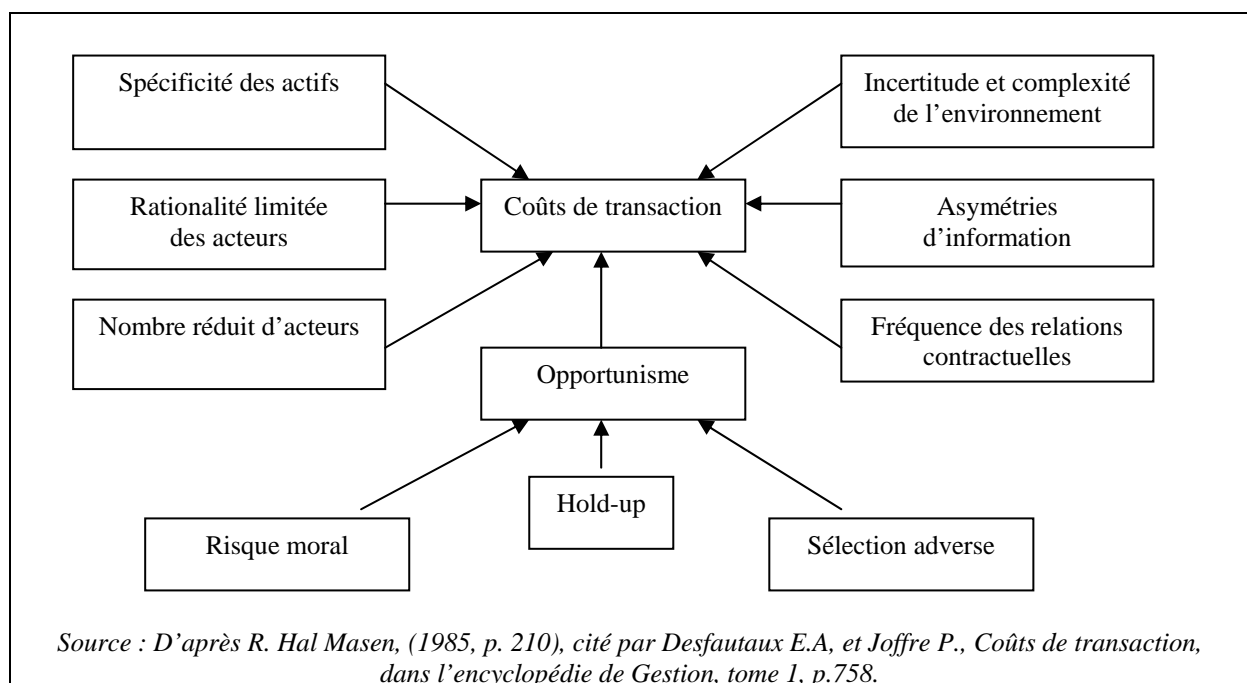 Spécificité des actifs
Incertitude et complexité
de l'environnement
Rationalité limitée
des acteurs
Coûts de transaction
Asymétries
d'information
Nombre réduit d'acteurs
Fréquence des relations
contractuelles
Opportunisme
Hold-up
Risque moral
Sélection adverse
Source : D'après R. Hal Masen, (1985, p. 210), cité par Desfautaux E.A, et Joffre P., Coûts de transaction,
dans l'encyclopédie de Gestion, tome 1, p.758.